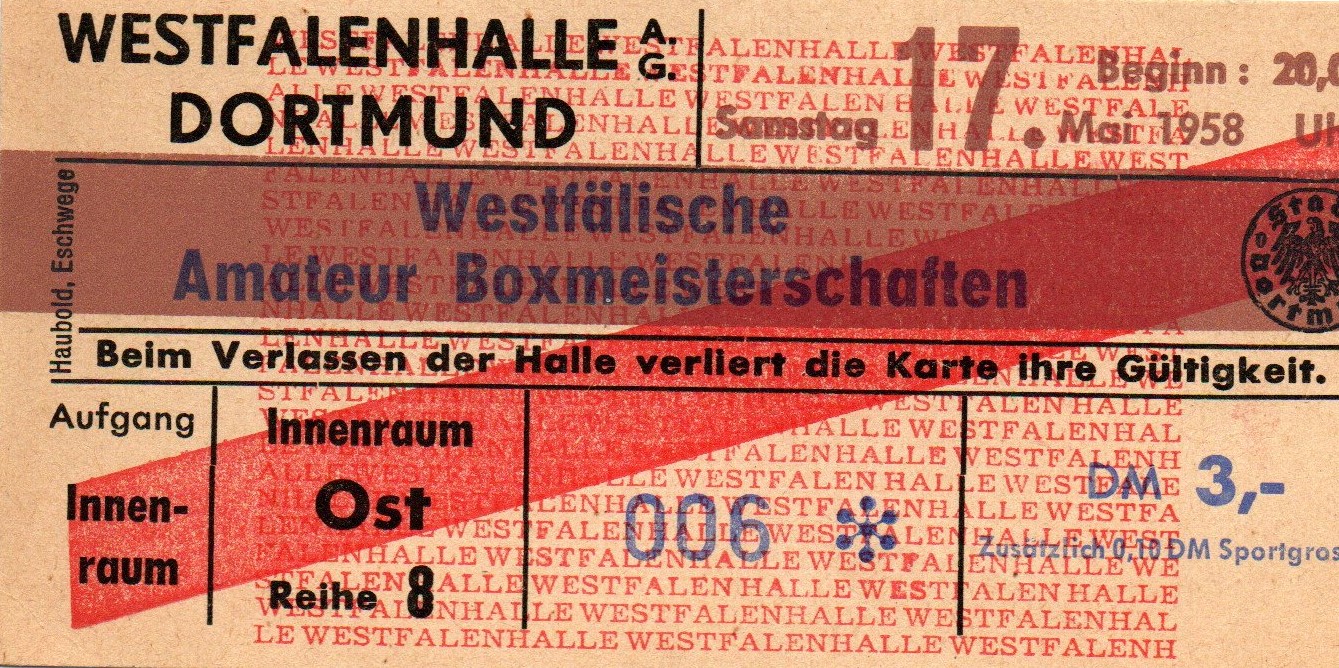 WESTFALENHALLE A.G.
DORTMUND
Samstag 17. Mai 1958
Beginn: 20,0
Uh
Westfälische
Amateur Boxmeisterschaften
Haubold, Eschwege
Beim Verlassen der Halle verliert die Karte ihre Gültigkeit.
Aufgang
Innen-
raum
Innenraum
Ost
Reihe 8
006
DM 3,-
Zusätzlich 0,10 DM Sportgros